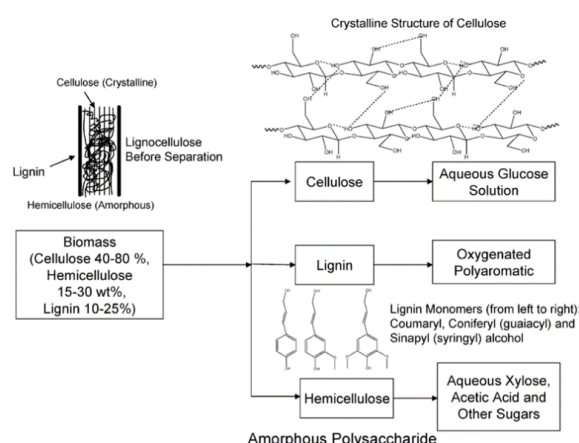 Crystalline Structure of Cellulose
Cellulose (Crystalline)
Lignocellulose
Before Separation
Lignin
Hemicellulose (Amorphous)
Biomass
(Cellulose 40-80 %,
Hemicellulose
15-30 wt%,
Lignin 10-25%)
Cellulose
Aqueous Glucose
Solution
Lignin
Oxygenated
Polyaromatic
Lignin Monomers (from left to right):
Coumaryl, Coniferyl (guaiacyl) and
Sinapyl (syringyl) alcohol
Hemicellulose
Aqueous Xylose,
Acetic Acid and
Other Sugars
Amorphous Polysaccharide